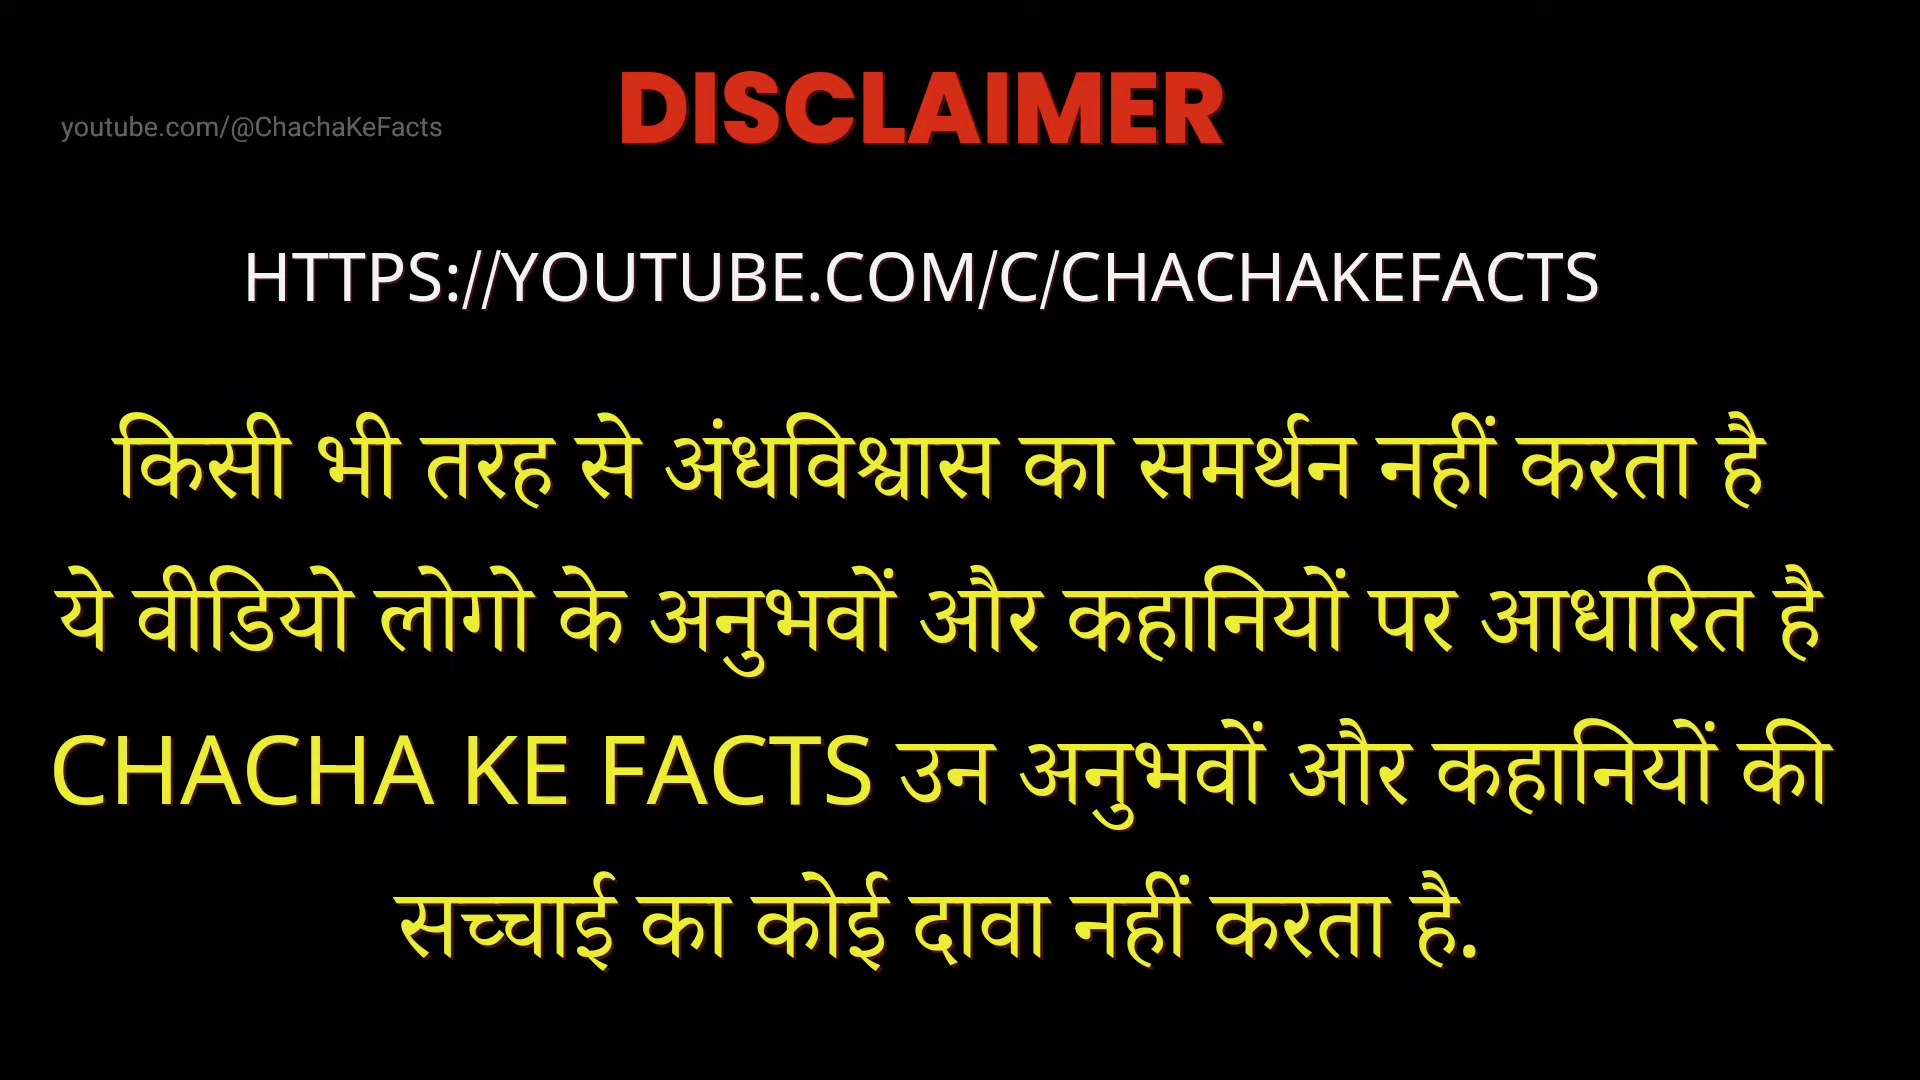 DISCLAIMER
youtube.com/@ChachaKeFacts
HTTPS://YOUTUBE.COM/C/CHACHAKEFACTS
किसी भी तरह से अंधविश्वास का समर्थन नहीं करता है
ये वीडियो लोगो के अनुभवों और कहानियों पर आधारित है
CHACHA KE FACTS उन अनुभवों और कहानियों की
सच्चाई का कोई दावा नहीं करता है.